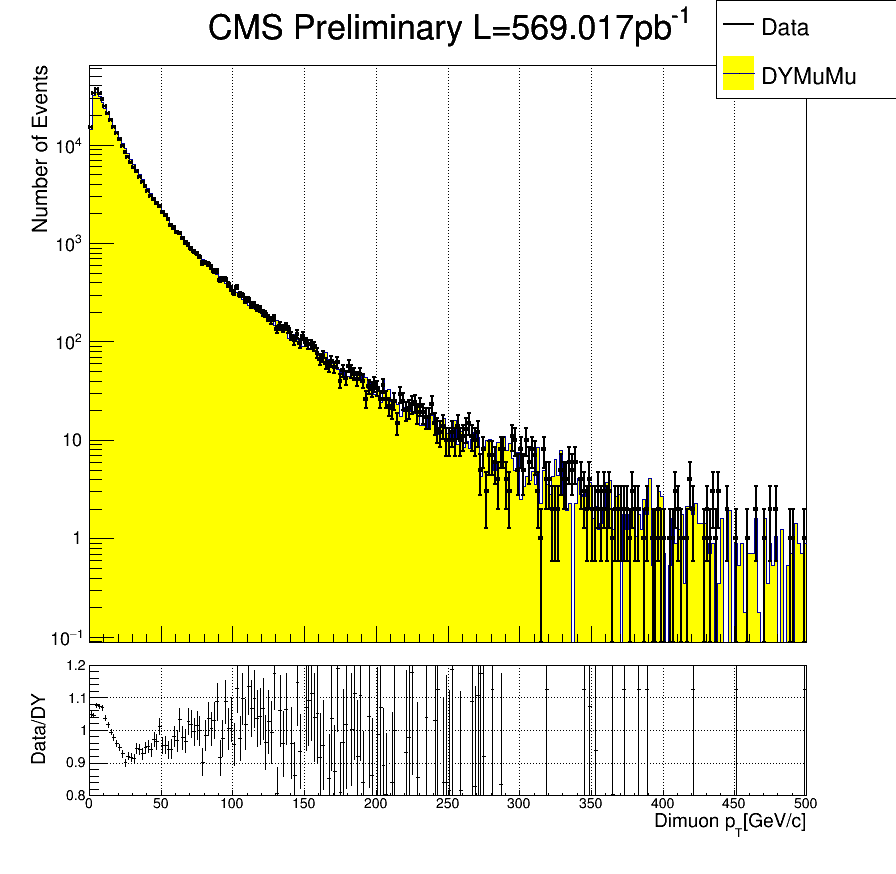 CMS Preliminary L=569.017pb⁻¹
Data
DYMuMu
Number of Events
10⁴
10³
10²
10
1
10⁻¹
Data/DY
1.2
1.1
1
0.9
0.8
0 50 100 150 200 250 300 350 400 450 500
Dimuon p_T[GeV/c]